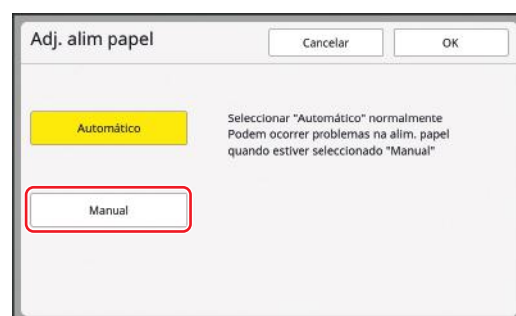 Adj. alim papel
Cancelar
OK
Automático
Seleccionar "Automático" normalmente
Podem ocorrer problemas na alim. papel
quando estiver seleccionado "Manual"
Manual